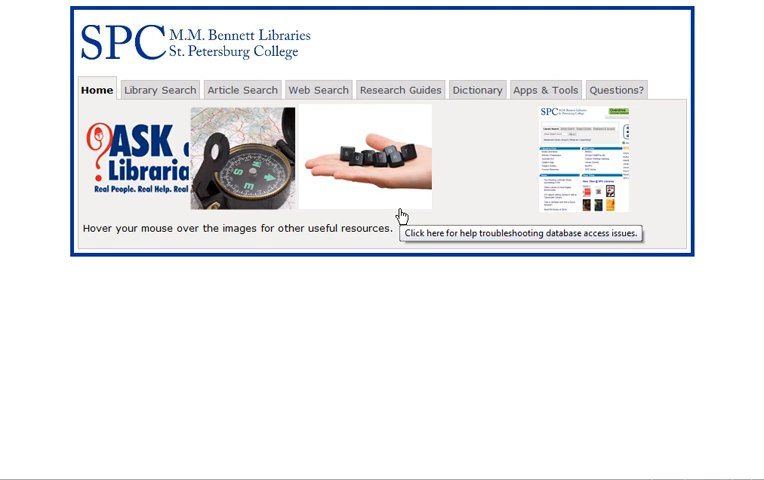 SPC M.M. Bennett Libraries
St. Petersburg College
Home Library Search Article Search Web Search Research Guides Dictionary Apps & Tools Questions?
ASK a
Libraria
Real People. Real Help. Real
W
S
E
SPC
Hover your mouse over the images for other useful resources.
Click here for help troubleshooting database access issues.